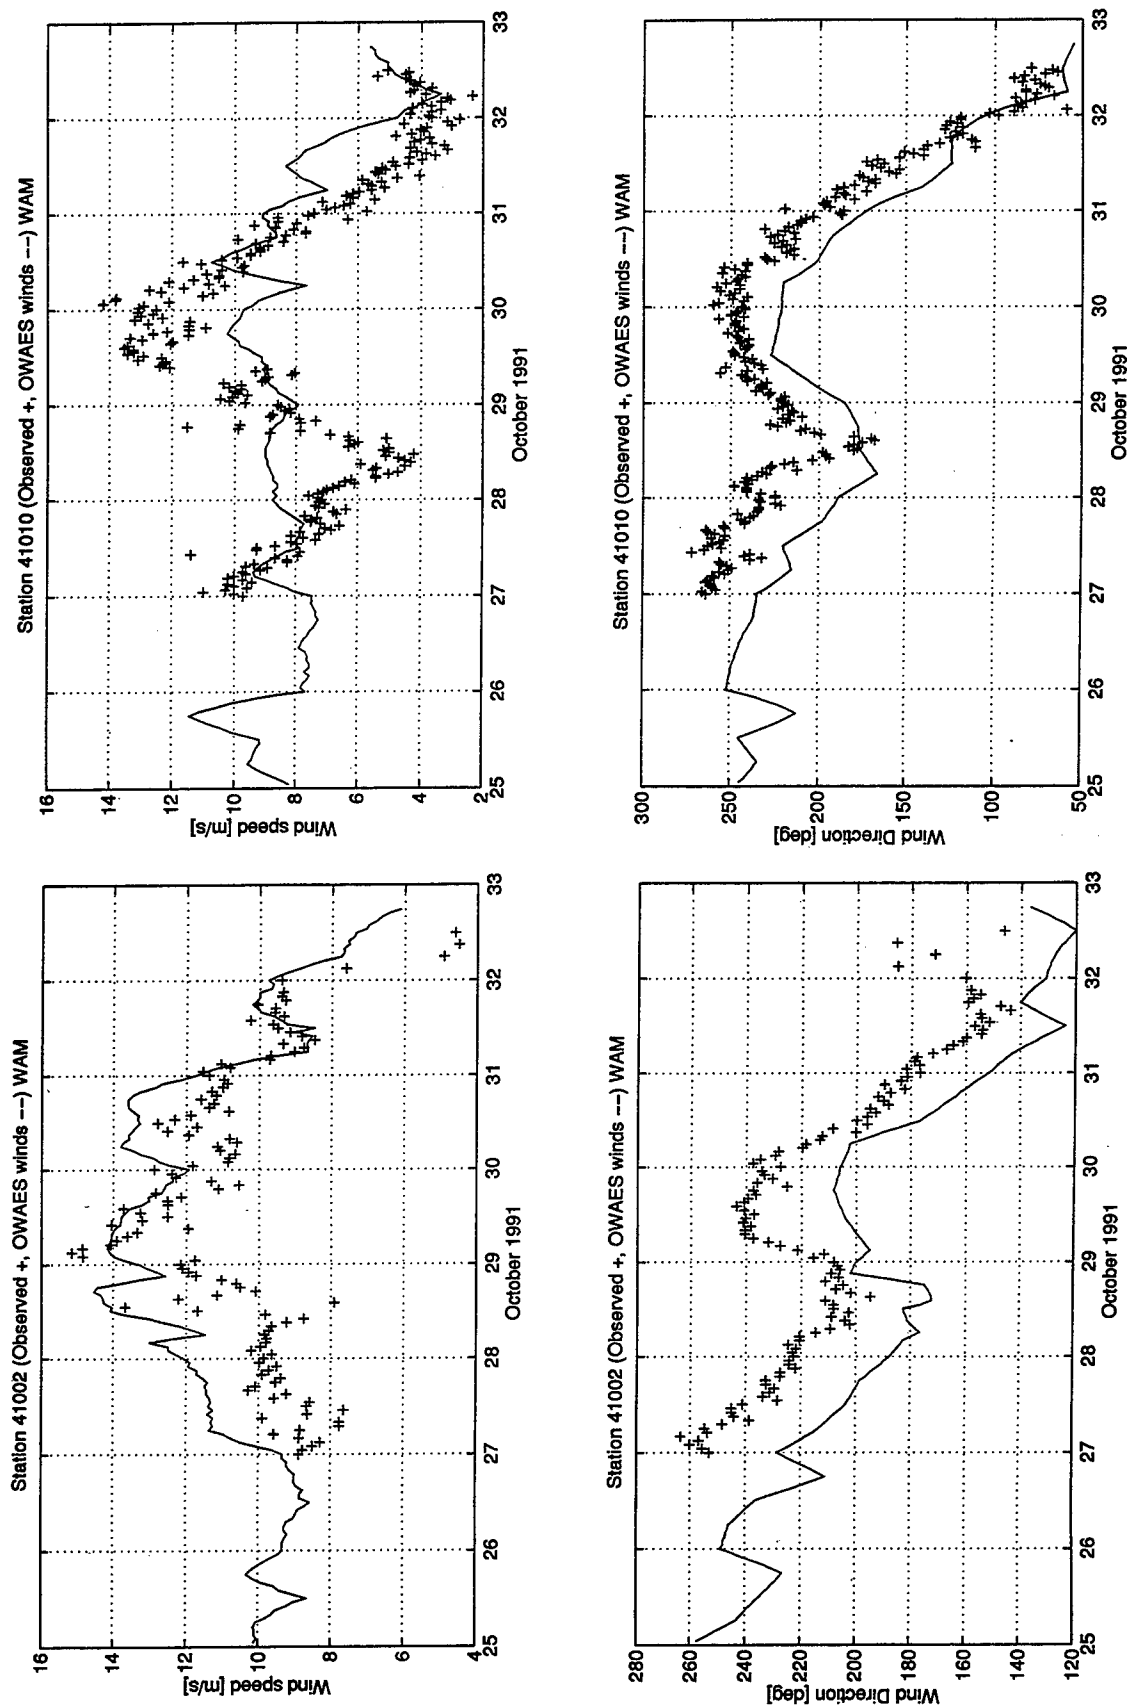 Station 41002 (Observed +, OWAES winds ---) WAM
Wind speed [m/s]
16
14
12
10
8
6
4
25 26 27 28 29 30 31 32 33
October 1991
Station 41010 (Observed +, OWAES winds ---) WAM
Wind speed [m/s]
16
14
12
10
8
6
4
2
25 26 27 28 29 30 31 32 33
October 1991
Station 41002 (Observed +, OWAES winds ---) WAM
Wind Direction [deg]
280
260
240
220
200
180
160
140
120
25 26 27 28 29 30 31 32 33
October 1991
Station 41010 (Observed +, OWAES winds ---) WAM
Wind Direction [deg]
300
250
200
150
100
50
25 26 27 28 29 30 31 32 33
October 1991